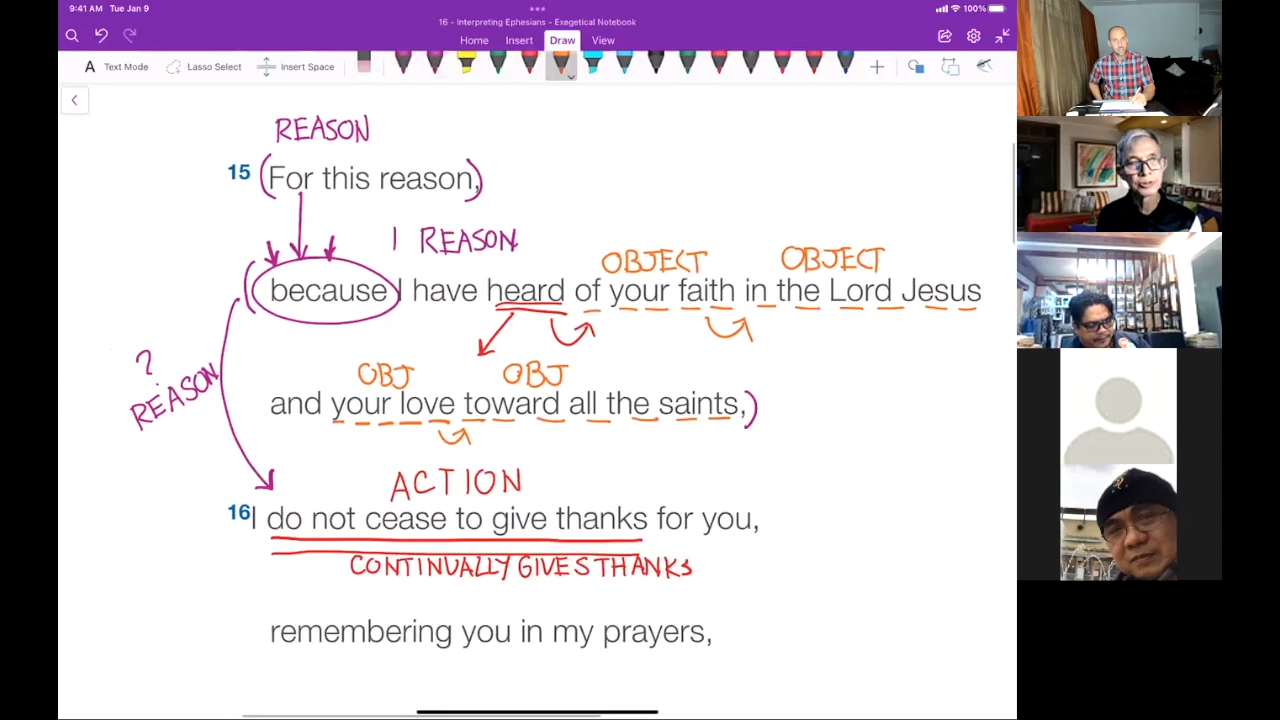 9:41 AM Tue Jan 9
100%
16 - Interpreting Ephesians - Exegetical Notebook
Home Insert Draw View
A Text Mode Lasso Select Insert Space
REASON
15 (For this reason,)
1 REASON
OBJECT OBJECT
(because I have heard of your faith in the Lord Jesus
?
REASON
OBJ OBJ
and your love toward all the saints,)
ACTION
16 I do not cease to give thanks for you,
CONTINUALLY GIVES THANKS
remembering you in my prayers,